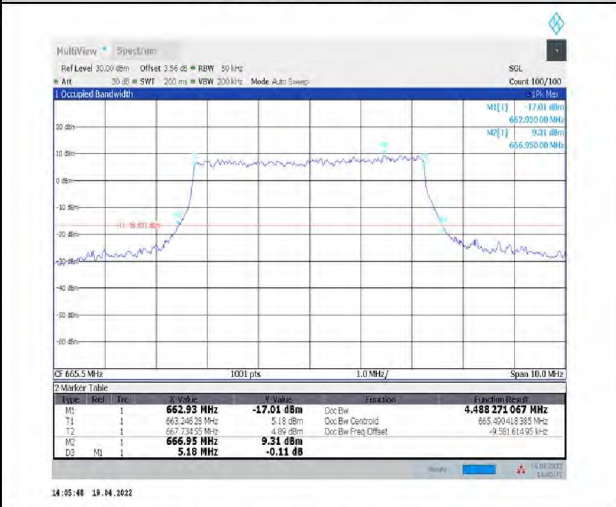 MultiView Spectrum
Ref Level 30.00 dBm Offset 3.56 dB RBW 50 kHz SGL
Att 30 dB SWT 200 ms VBW 200 kHz Mode Auto Sweep Count 100/100
1 Occupied Bandwidth 1Pk Max
M1[1] -17.01 dBm
662.93000 MHz
M2[1] 9.31 dBm
666.95000 MHz
20 dBm
10 dBm
0 dBm
-10 dBm
-20 dBm
-30 dBm
-40 dBm
-50 dBm
-60 dBm
CF 665.5 MHz 1001 pts 1.0 MHz/ Span 10.0 MHz
2 Marker Table
Type Ref Trc X-Value Y-Value Function Function Result
M1 1 662.93 MHz -17.01 dBm Occ Bw 4.488 271 067 MHz
T1 1 663.246 28 MHz 5.18 dBm Occ Bw Centroid 665.490 418 385 MHz
T2 1 667.734 55 MHz 4.89 dBm Occ Bw Freq Offset -9.581 614 95 kHz
M2 1 666.95 MHz 9.31 dBm
D3 M1 1 5.18 MHz -0.11 dB
Ready
14:05:48 19.04.2022